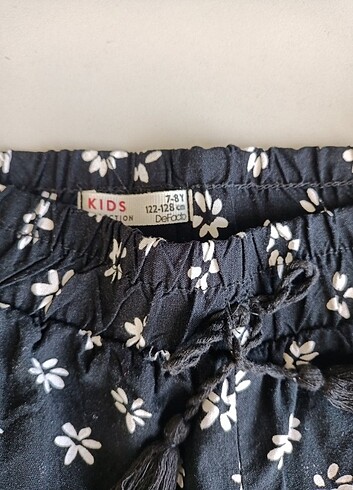 KIDS
7-8Y
122-128 cm
DeFacto